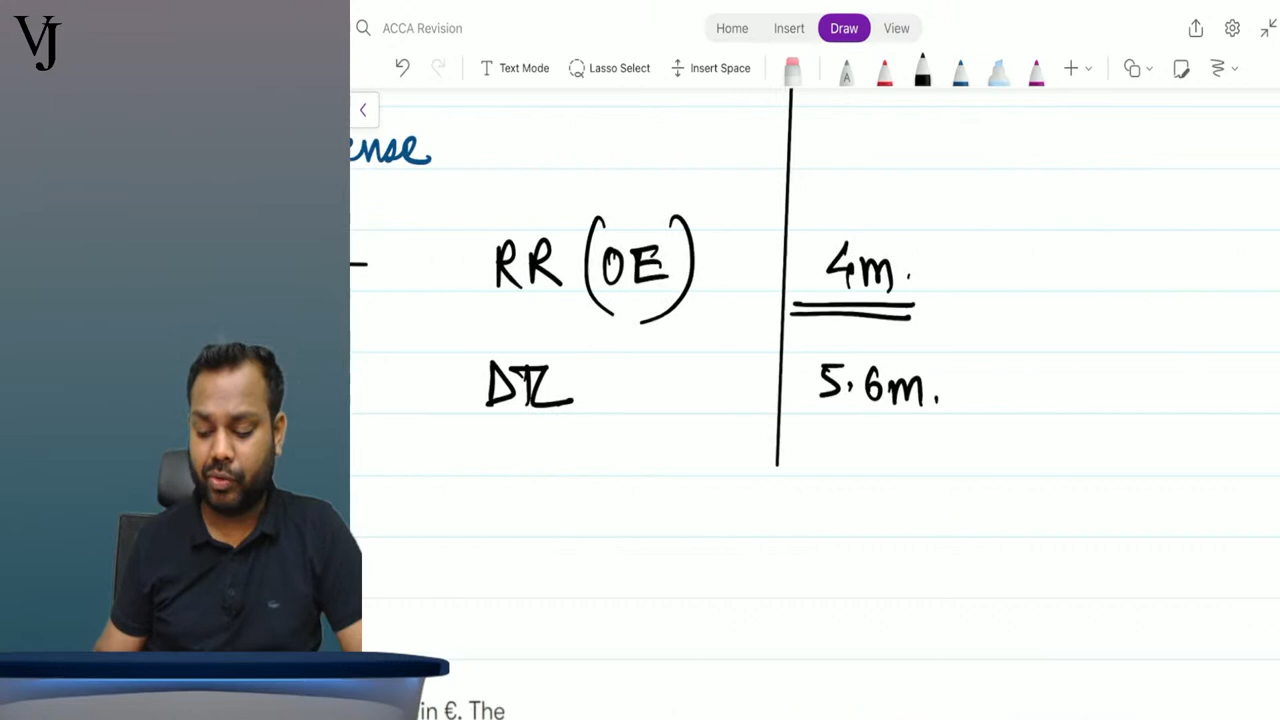 VJ
ACCA Revision
Home Insert Draw View
Text Mode Lasso Select Insert Space
A
ense
RR (OE) 4m.
DTL 5.6m.
in €. The